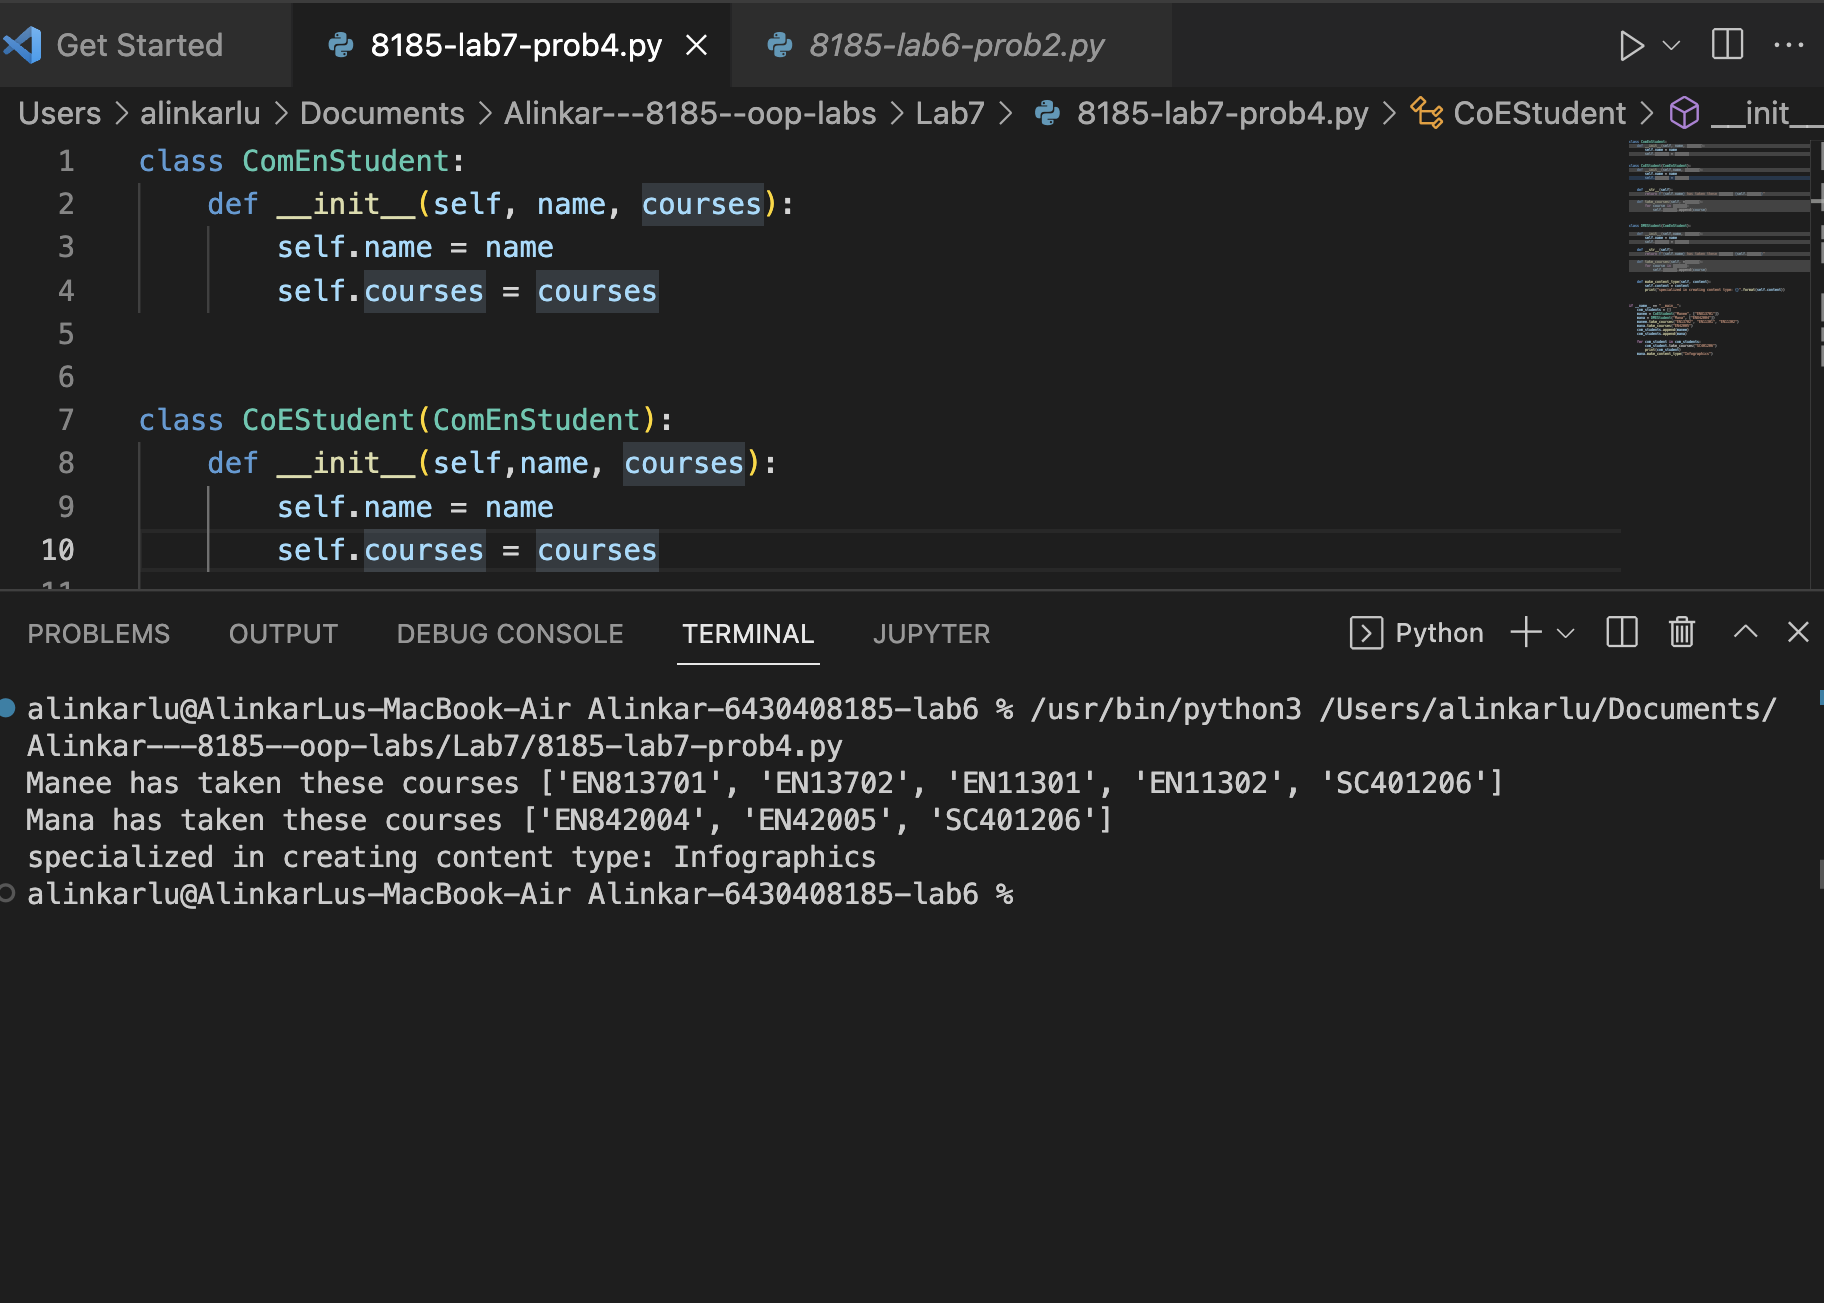 Get Started
8185-lab7-prob4.py
8185-lab6-prob2.py
Users > alinkarlu > Documents > Alinkar---8185--oop-labs > Lab7 > 8185-lab7-prob4.py > CoEStudent > __init__
1 class ComEnStudent:
2 def __init__(self, name, courses):
3 self.name = name
4 self.courses = courses
5
6
7 class CoEStudent(ComEnStudent):
8 def __init__(self,name, courses):
9 self.name = name
10 self.courses = courses
11
PROBLEMS OUTPUT DEBUG CONSOLE TERMINAL JUPYTER
Python
alinkarlu@AlinkarLus-MacBook-Air Alinkar-6430408185-lab6 % /usr/bin/python3 /Users/alinkarlu/Documents/
Alinkar---8185--oop-labs/Lab7/8185-lab7-prob4.py
Manee has taken these courses ['EN813701', 'EN13702', 'EN11301', 'EN11302', 'SC401206']
Mana has taken these courses ['EN842004', 'EN42005', 'SC401206']
specialized in creating content type: Infographics
alinkarlu@AlinkarLus-MacBook-Air Alinkar-6430408185-lab6 %